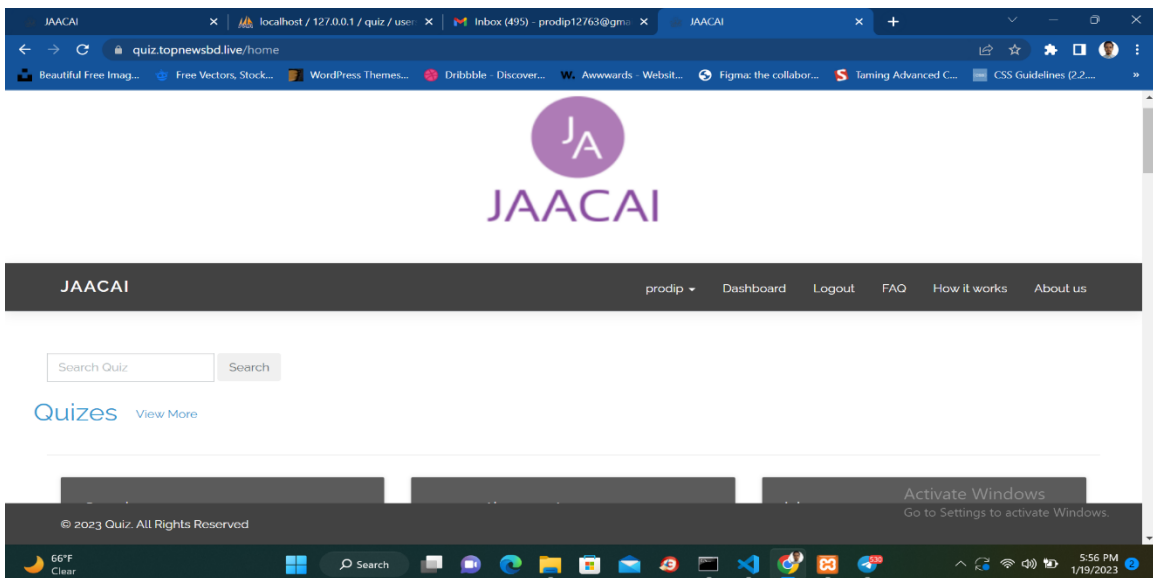 JAACAI
localhost / 127.0.0.1 / quiz / user
Inbox (495) - prodip12763@gma
JAACAI
quiz.topnewsbd.live/home
Beautiful Free Imag...
Free Vectors, Stock...
WordPress Themes...
Dribbble - Discover...
W. Awwwards - Websit...
Figma: the collabor...
Taming Advanced C...
CSS Guidelines (2.2....
»
JA
JAACAI
JAACAI
prodip
Dashboard
Logout
FAQ
How it works
About us
Search Quiz
Search
Quizes
View More
Activate Windows
Go to Settings to activate Windows.
© 2023 Quiz. All Rights Reserved
66°F
Clear
Search
530
5:56 PM
1/19/2023
2